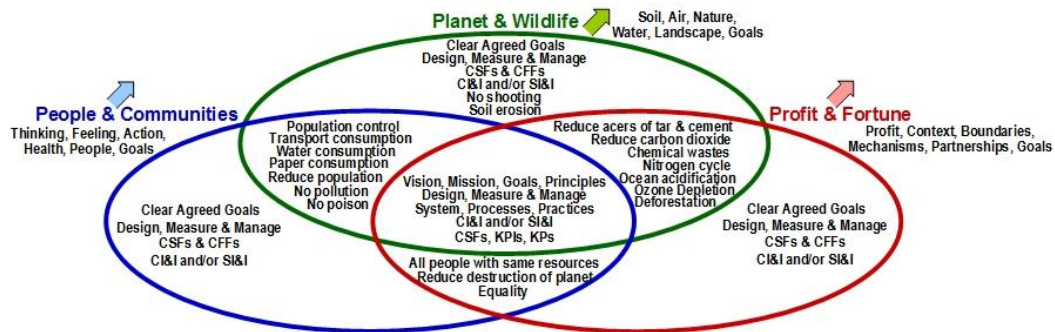 Planet & Wildlife
Soil, Air, Nature,
Water, Landscape, Goals
Clear Agreed Goals
Design, Measure & Manage
CSFs & CFFs
CI&I and/or SI&I
No shooting
Soil erosion
People & Communities
Thinking, Feeling, Action,
Health, People, Goals
Profit & Fortune
Profit, Context, Boundaries,
Mechanisms, Partnerships, Goals
Population control
Transport consumption
Water consumption
Paper consumption
Reduce population
No pollution
No poison
Reduce acers of tar & cement
Reduce carbon dioxide
Chemical wastes
Nitrogen cycle
Ocean acidification
Ozone Depletion
Deforestation
Vision, Mission, Goals, Principles
Design, Measure & Manage
System, Processes, Practices
CI&I and/or SI&I
CSFs, KPIs, KPs
Clear Agreed Goals
Design, Measure & Manage
CSFs & CFFs
CI&I and/or SI&I
Clear Agreed Goals
Design, Measure & Manage
CSFs & CFFs
CI&I and/or SI&I
All people with same resources
Reduce destruction of planet
Equality